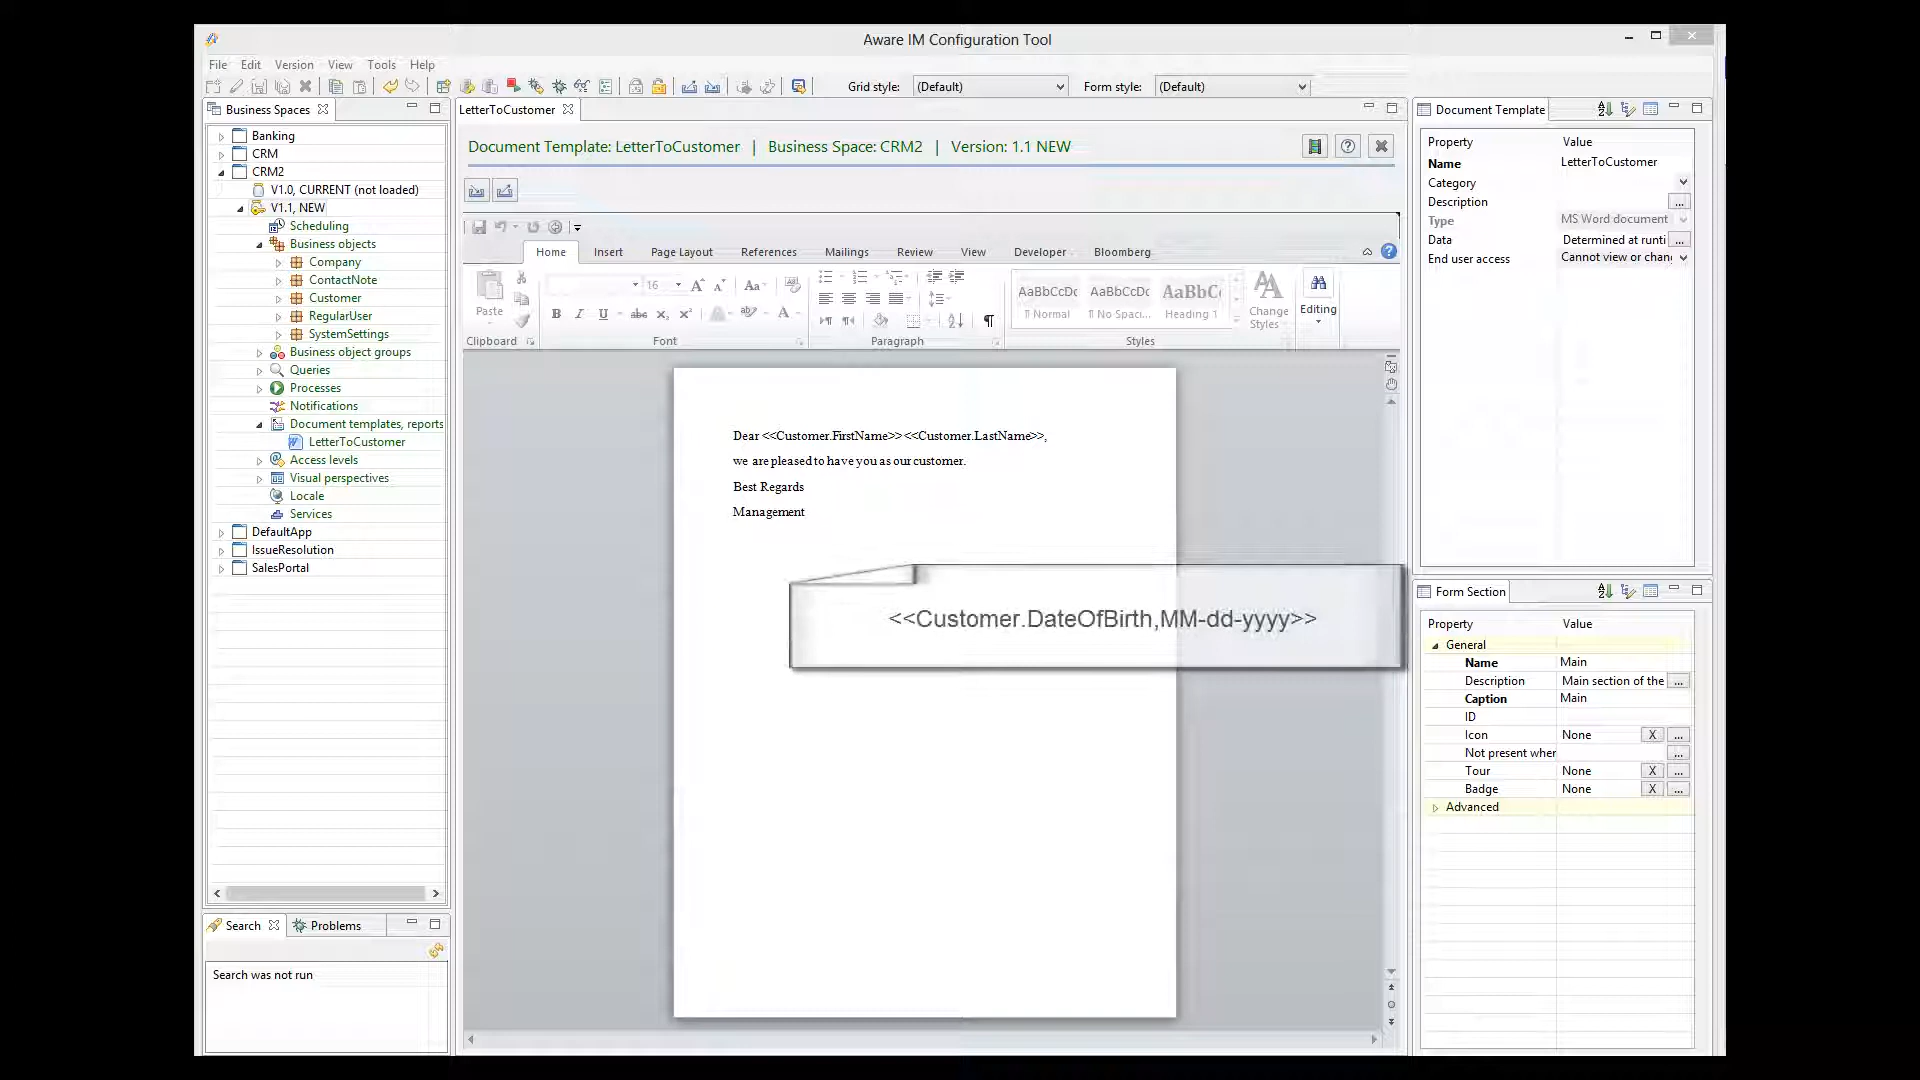 Aware IM Configuration Tool
File Edit Version View Tools Help
Grid style: (Default) Form style: (Default)
Business Spaces
Banking
CRM
CRM2
V1.0, CURRENT (not loaded)
V1.1, NEW
Scheduling
Business objects
Company
ContactNote
Customer
RegularUser
SystemSettings
Business object groups
Queries
Processes
Notifications
Document templates, reports
LetterToCustomer
Access levels
Visual perspectives
Locale
Services
DefaultApp
IssueResolution
SalesPortal
Search Problems
Search was not run
LetterToCustomer
Document Template: LetterToCustomer | Business Space: CRM2 | Version: 1.1 NEW
Home Insert Page Layout References Mailings Review View Developer Bloomberg
Paste
16
Aa
B I U abc X₂ X²
AaBbCcDc AaBbCcDc AaBbC
¶ Normal ¶ No Spaci... Heading 1
Change
Styles
Editing
Clipboard Font Paragraph Styles
Dear <<Customer.FirstName>> <<Customer.LastName>>,
we are pleased to have you as our customer.
Best Regards
Management
<<Customer.DateOfBirth,MM-dd-yyyy>>
Document Template
Property Value
Name LetterToCustomer
Category
Description ...
Type MS Word document
Data Determined at runti ...
End user access Cannot view or chan
Form Section
Property Value
General
Name Main
Description Main section of the ...
Caption Main
ID
Icon None X ...
Not present wher ...
Tour None X ...
Badge None X ...
Advanced